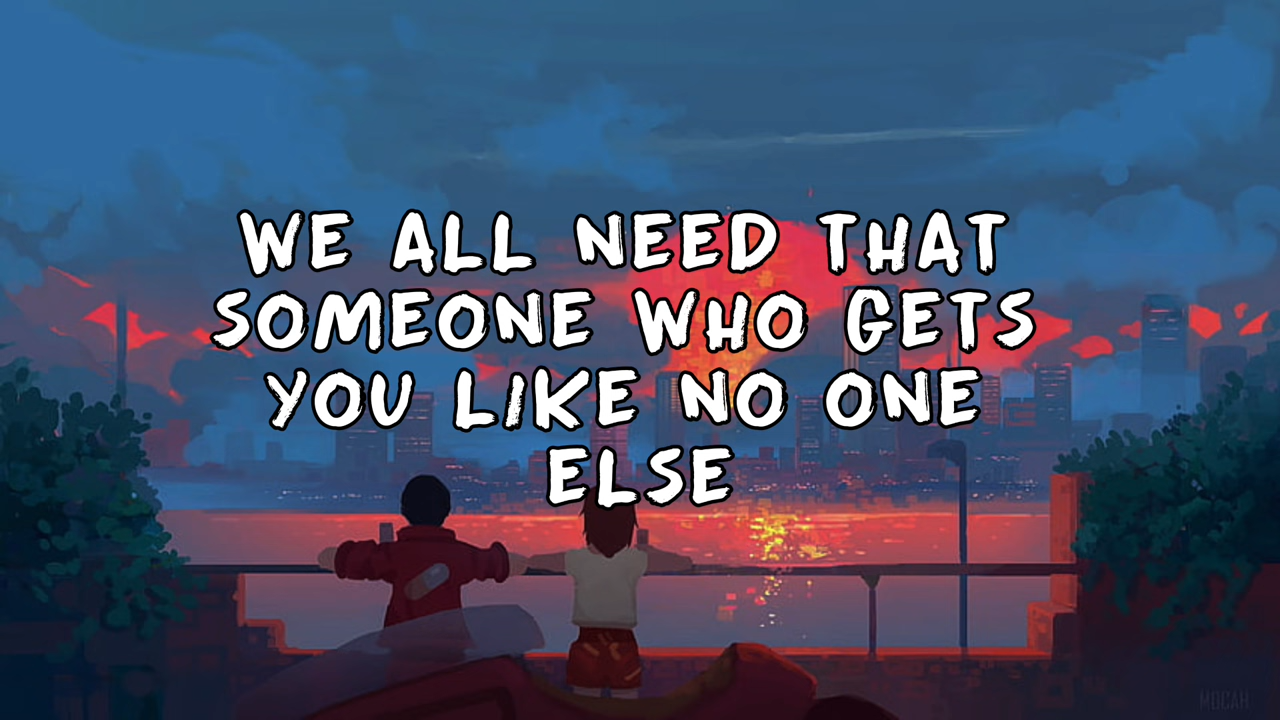 WE ALL NEED THAT
SOMEONE WHO GETS
YOU LIKE NO ONE
ELSE
MOCAH